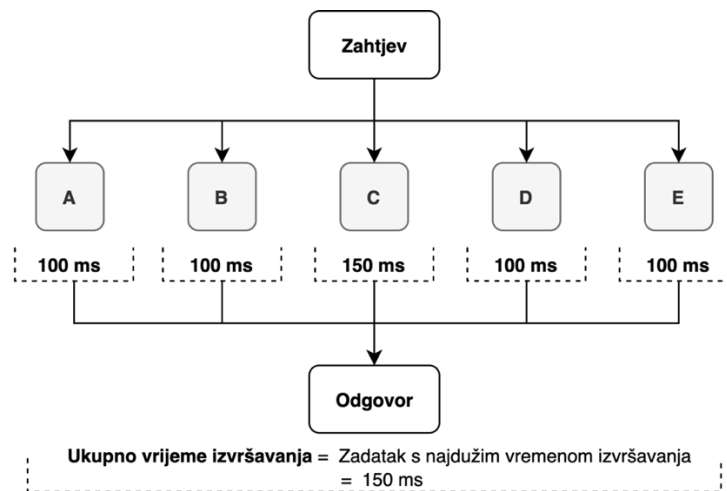 Zahtjev
A
B
C
D
E
100 ms
100 ms
150 ms
100 ms
100 ms
Odgovor
Ukupno vrijeme izvršavanja = Zadatak s najdužim vremenom izvršavanja
= 150 ms